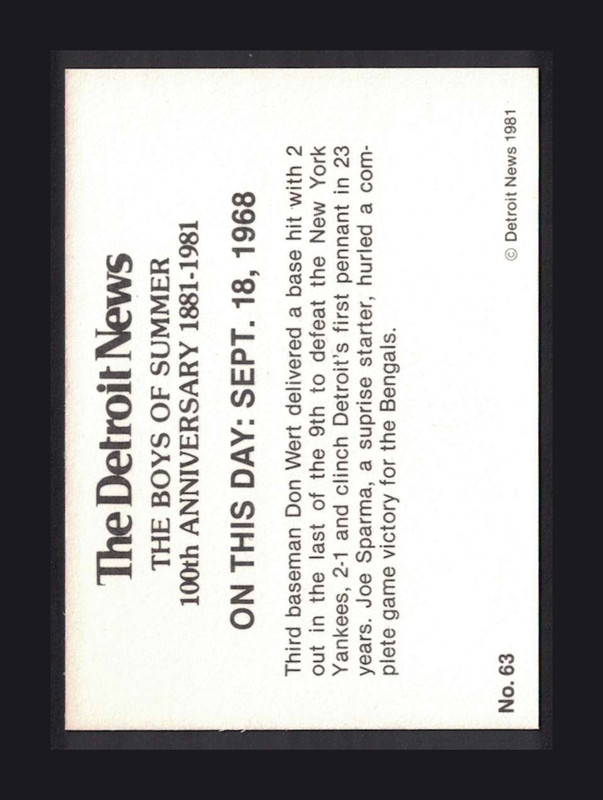 The Detroit News
THE BOYS OF SUMMER
100th ANNIVERSARY 1881-1981
ON THIS DAY: SEPT. 18, 1968
Third baseman Don Wert delivered a base hit with 2
out in the last of the 9th to defeat the New York
Yankees, 2-1 and clinch Detroit's first pennant in 23
years. Joe Sparma, a suprise starter, hurled a com-
plete game victory for the Bengals.
No. 63
© Detroit News 1981